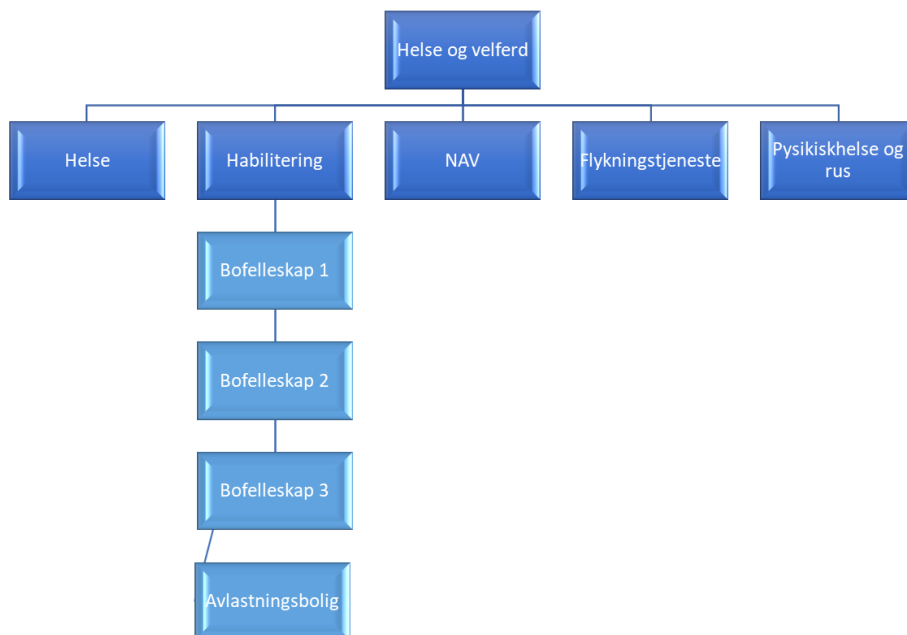 Helse og velferd
Helse
Habilitering
NAV
Flykningstjeneste
Pysikiskhelse og
rus
Bofelleskap 1
Bofelleskap 2
Bofelleskap 3
Avlastningsbolig